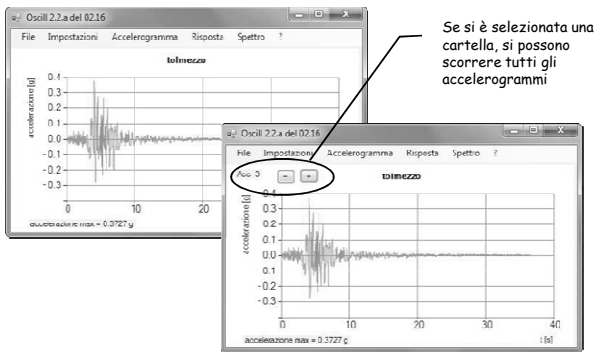 Oscill 2.2.a del 02.16
File Impostazioni Accelerogramma Risposta Spettro ?
tolmezzo
accelerazione [g]
0.4
0.3
0.2
0.1
0.0
-0.1
-0.2
-0.3
0 10 20
accelerazione max = 0.3727 g
Se si è selezionata una
cartella, si possono
scorrere tutti gli
accelerogrammi
Oscill 2.2.a del 02.16
File Impostazioni Accelerogramma Risposta Spettro ?
Acc. - +
tolmezzo
accelerazione [g]
0.4
0.3
0.2
0.1
0.0
0.1
-0.2
-0.3
0 10 20 30 40
accelerazione max = 0.3727 g t [s]